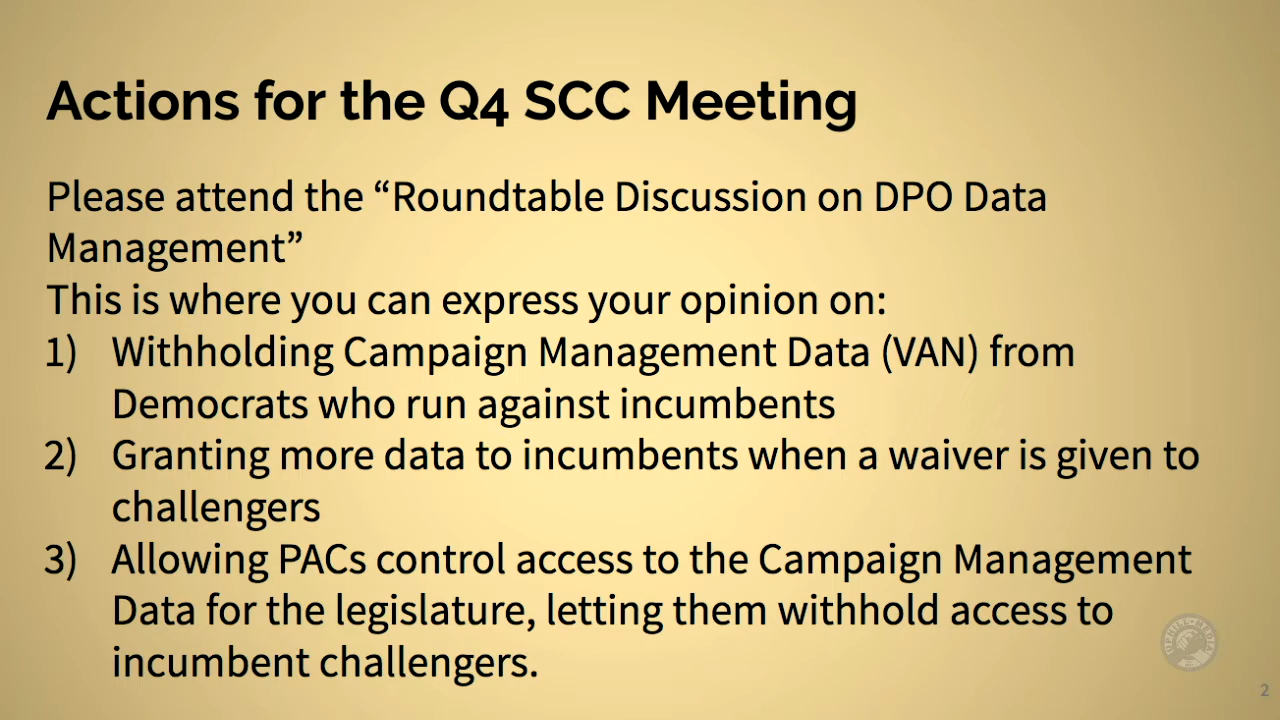 Actions for the Q4 SCC Meeting
Please attend the “Roundtable Discussion on DPO Data
Management”
This is where you can express your opinion on:
1) Withholding Campaign Management Data (VAN) from
Democrats who run against incumbents
2) Granting more data to incumbents when a waiver is given to
challengers
3) Allowing PACs control access to the Campaign Management
Data for the legislature, letting them withhold access to
incumbent challengers.
2